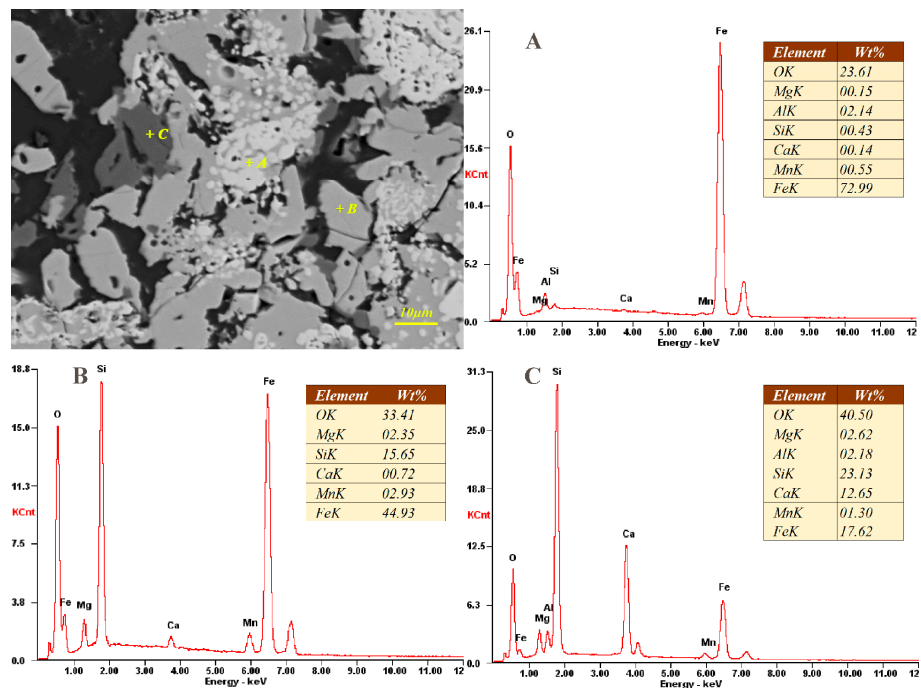 + C
+ A
+ B
10µm
A
26.1
20.9
15.6
KCnt
10.4
5.2
0.0
O
Fe
Mg
Al
Si
Ca
Mn
Fe
1.00 2.00 3.00 4.00 5.00 6.00 7.00 8.00 9.00 10.00 11.00 12
Energy - keV
Element Wt%
OK 23.61
MgK 00.15
AlK 02.14
SiK 00.43
CaK 00.14
MnK 00.55
FeK 72.99
B
18.8
15.0
11.3
KCnt
7.5
3.8
0.0
O
Fe
Mg
Si
Ca
Mn
Fe
1.00 2.00 3.00 4.00 5.00 6.00 7.00 8.00 9.00 10.00 11.00 12.0
Energy - keV
Element Wt%
OK 33.41
MgK 02.35
SiK 15.65
CaK 00.72
MnK 02.93
FeK 44.93
C
31.3
25.0
18.8
KCnt
12.5
6.3
0.0
O
Fe
Mg
Al
Si
Ca
Mn
Fe
1.00 2.00 3.00 4.00 5.00 6.00 7.00 8.00 9.00 10.00 11.00 12
Energy - keV
Element Wt%
OK 40.50
MgK 02.62
AlK 02.18
SiK 23.13
CaK 12.65
MnK 01.30
FeK 17.62